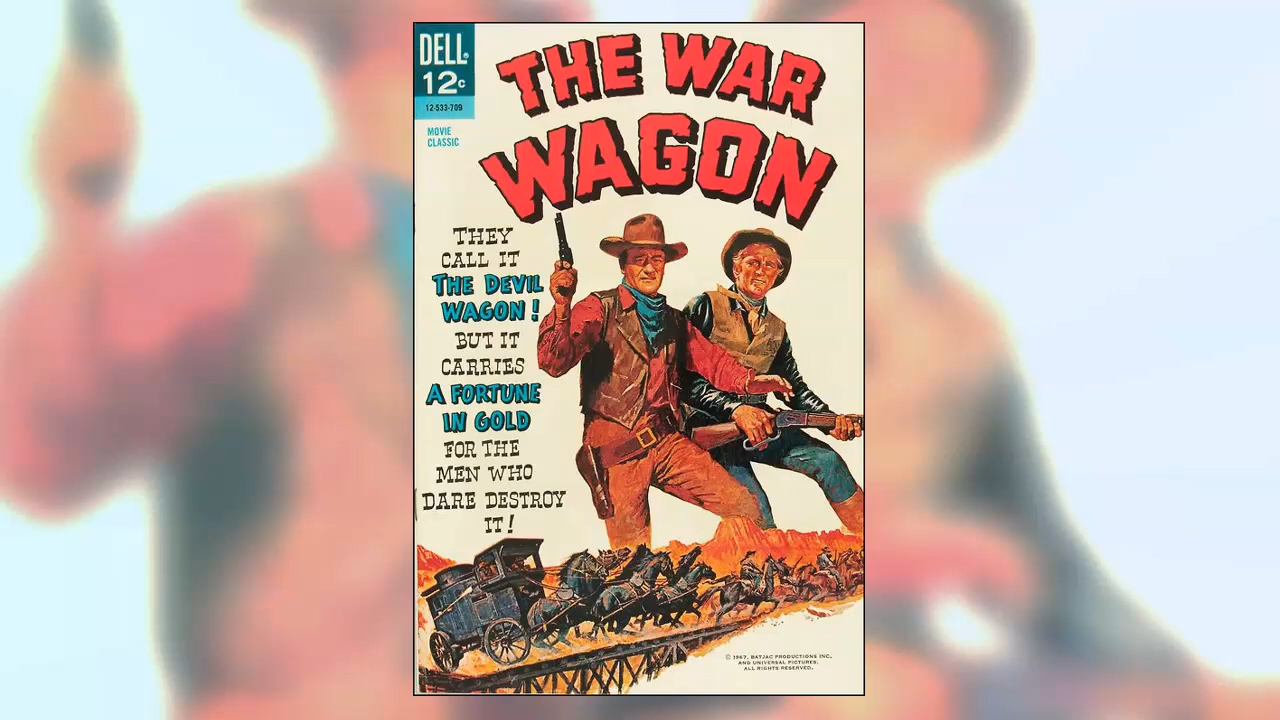 DELL®
12c
12-533-709
MOVIE
CLASSIC
THE WAR
WAGON
THEY
CALL IT
THE DEVIL
WAGON!
BUT IT
CARRIES
A FORTUNE
IN GOLD
FOR THE
MEN WHO
DARE DESTROY
IT!
© 1967, BATJAC PRODUCTIONS INC.
AND UNIVERSAL PICTURES.
ALL RIGHTS RESERVED.